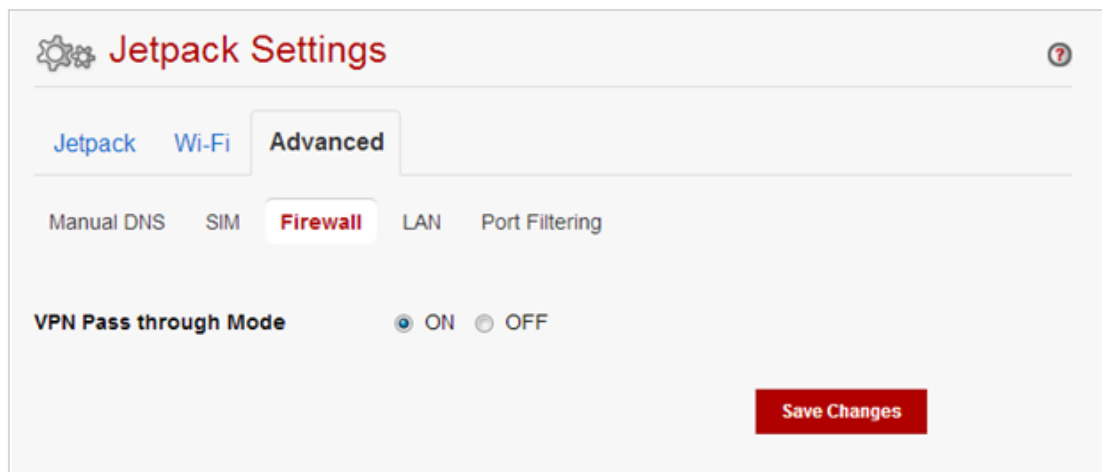 Jetpack Settings ?
Jetpack Wi-Fi Advanced
Manual DNS SIM Firewall LAN Port Filtering
VPN Pass through Mode ON OFF
Save Changes